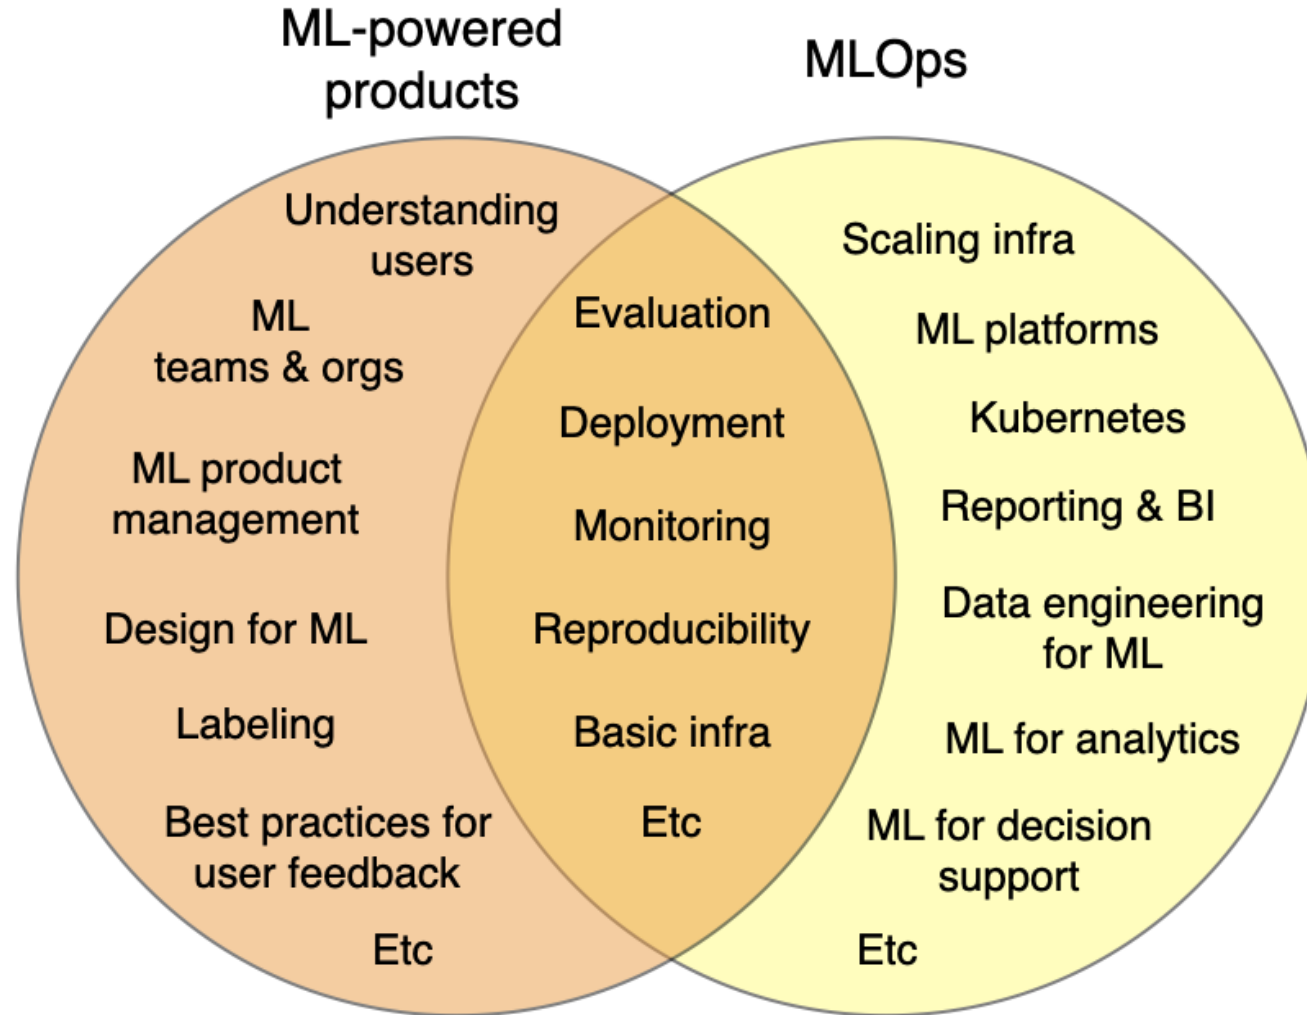 ML-powered
products
MLOps
Understanding
users
ML
teams & orgs
ML product
management
Design for ML
Labeling
Best practices for
user feedback
Etc
Evaluation
Deployment
Monitoring
Reproducibility
Basic infra
Etc
Scaling infra
ML platforms
Kubernetes
Reporting & BI
Data engineering
for ML
ML for analytics
ML for decision
support
Etc